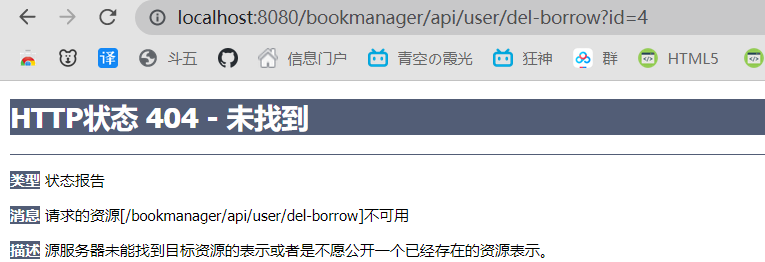 localhost:8080/bookmanager/api/user/del-borrow?id=4
译 斗五 信息门户 青空の霞光 狂神 群 HTML5
HTTP状态 404 - 未找到
类型 状态报告
消息 请求的资源[/bookmanager/api/user/del-borrow]不可用
描述 源服务器未能找到目标资源的表示或者是不愿公开一个已经存在的资源表示。